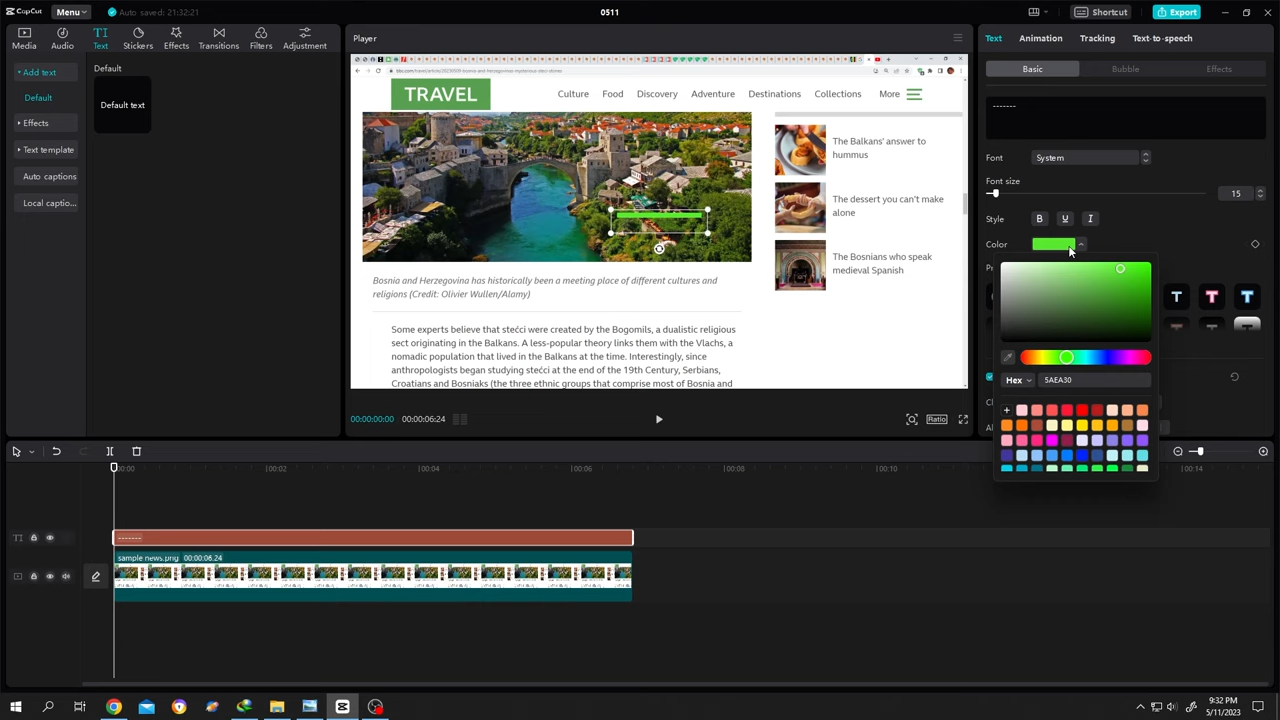 CapCut
Menu
Auto saved: 21:32:21
0511
Shortcut
Export
Media
Audio
Text
Stickers
Effects
Transitions
Filters
Adjustment
Player
Text
Animation
Tracking
Text-to-speech
Add text
Default
Effects
Text template
Auto captions
Local captio...
Default
Default text
Basic
Bubble
Effects
-------
Font
System
Font size
15
Style
B
U
I
Color
Hex
5AEA30
TRAVEL
Culture
Food
Discovery
Adventure
Destinations
Collections
More
The Balkans' answer to
hummus
The dessert you can't make
alone
The Bosnians who speak
medieval Spanish
Bosnia and Herzegovina has historically been a meeting place of different cultures and
religions (Credit: Olivier Wullen/Alamy)
Some experts believe that stećci were created by the Bogomils, a dualistic religious
sect originating in the Balkans. A less-popular theory links them with the Vlachs, a
nomadic population that lived in the Balkans at the time. Interestingly, since
anthropologists began studying stećci at the end of the 19th Century, Serbians,
Croatians and Bosniaks (the three ethnic groups that comprise most of Bosnia and
00:00:00:00
00:00:06:24
Ratio
00:00
00:02
00:04
00:06
00:08
00:10
00:14
-------
sample news.png 00:00:06:24
9:32 PM
5/11/2023